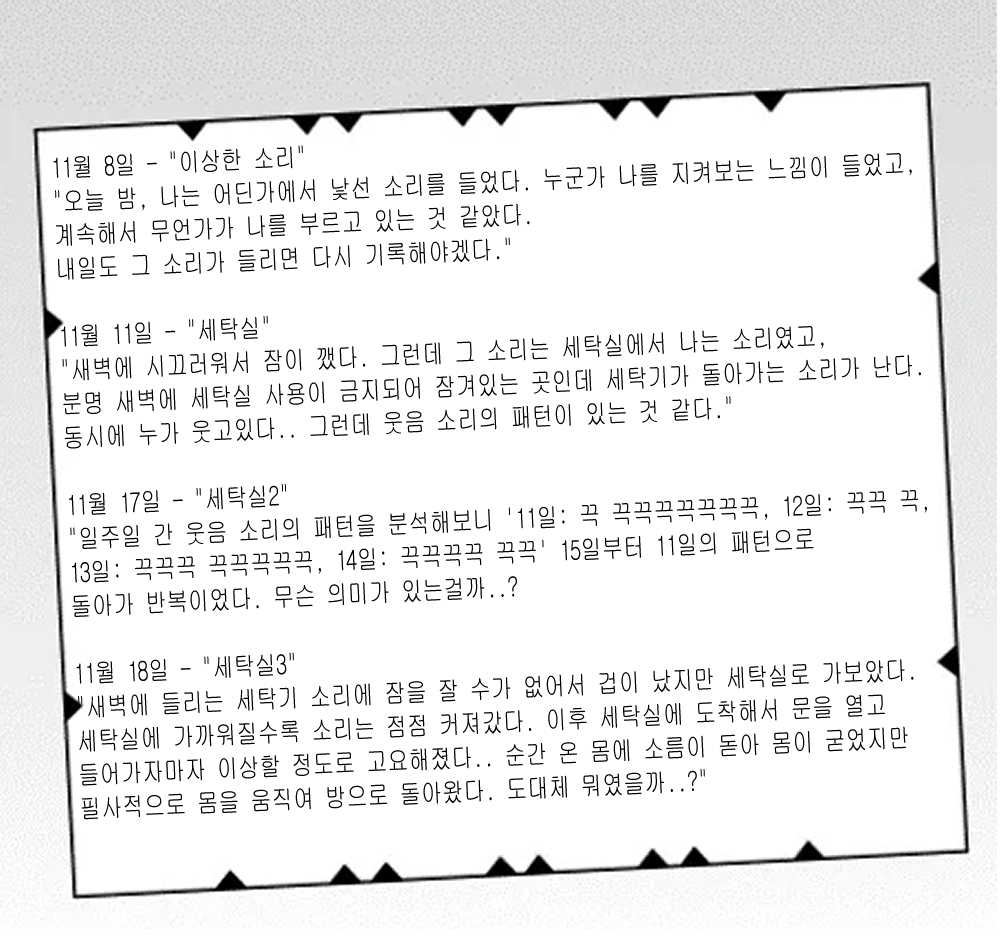 11월 8일 - "이상한 소리"
"오늘 밤, 나는 어딘가에서 낯선 소리를 들었다. 누군가 나를 지켜보는 느낌이 들었고,
계속해서 무언가가 나를 부르고 있는 것 같았다.
내일도 그 소리가 들리면 다시 기록해야겠다."
11월 11일 - "세탁실"
"새벽에 시끄러워서 잠이 깼다. 그런데 그 소리는 세탁실에서 나는 소리였고,
분명 새벽에 세탁실 사용이 금지되어 잠겨있는 곳인데 세탁기가 돌아가는 소리가 난다.
동시에 누가 웃고있다.. 그런데 웃음 소리의 패턴이 있는 것 같다."
11월 17일 - "세탁실2"
"일주일 간 웃음 소리의 패턴을 분석해보니 '11일: 끅 끅끅끅끅끅끅끅, 12일: 끅끅 끅,
13일: 끅끅끅 끅끅끅끅끅, 14일: 끅끅끅끅 끅끅' 15일부터 11일의 패턴으로
돌아가 반복이었다. 무슨 의미가 있는걸까..?
11월 18일 - "세탁실3"
"새벽에 들리는 세탁기 소리에 잠을 잘 수가 없어서 겁이 났지만 세탁실로 가보았다.
세탁실에 가까워질수록 소리는 점점 커져갔다. 이후 세탁실에 도착해서 문을 열고
들어가자마자 이상할 정도로 고요해졌다.. 순간 온 몸에 소름이 돋아 몸이 굳었지만
필사적으로 몸을 움직여 방으로 돌아왔다. 도대체 뭐였을까..?"